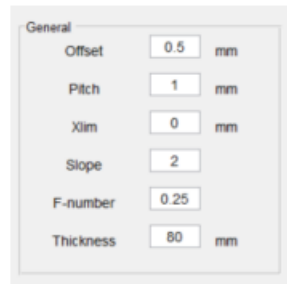 General
Offset 0.5 mm
Pitch 1 mm
Xlim 0 mm
Slope 2
F-number 0.25
Thickness 80 mm